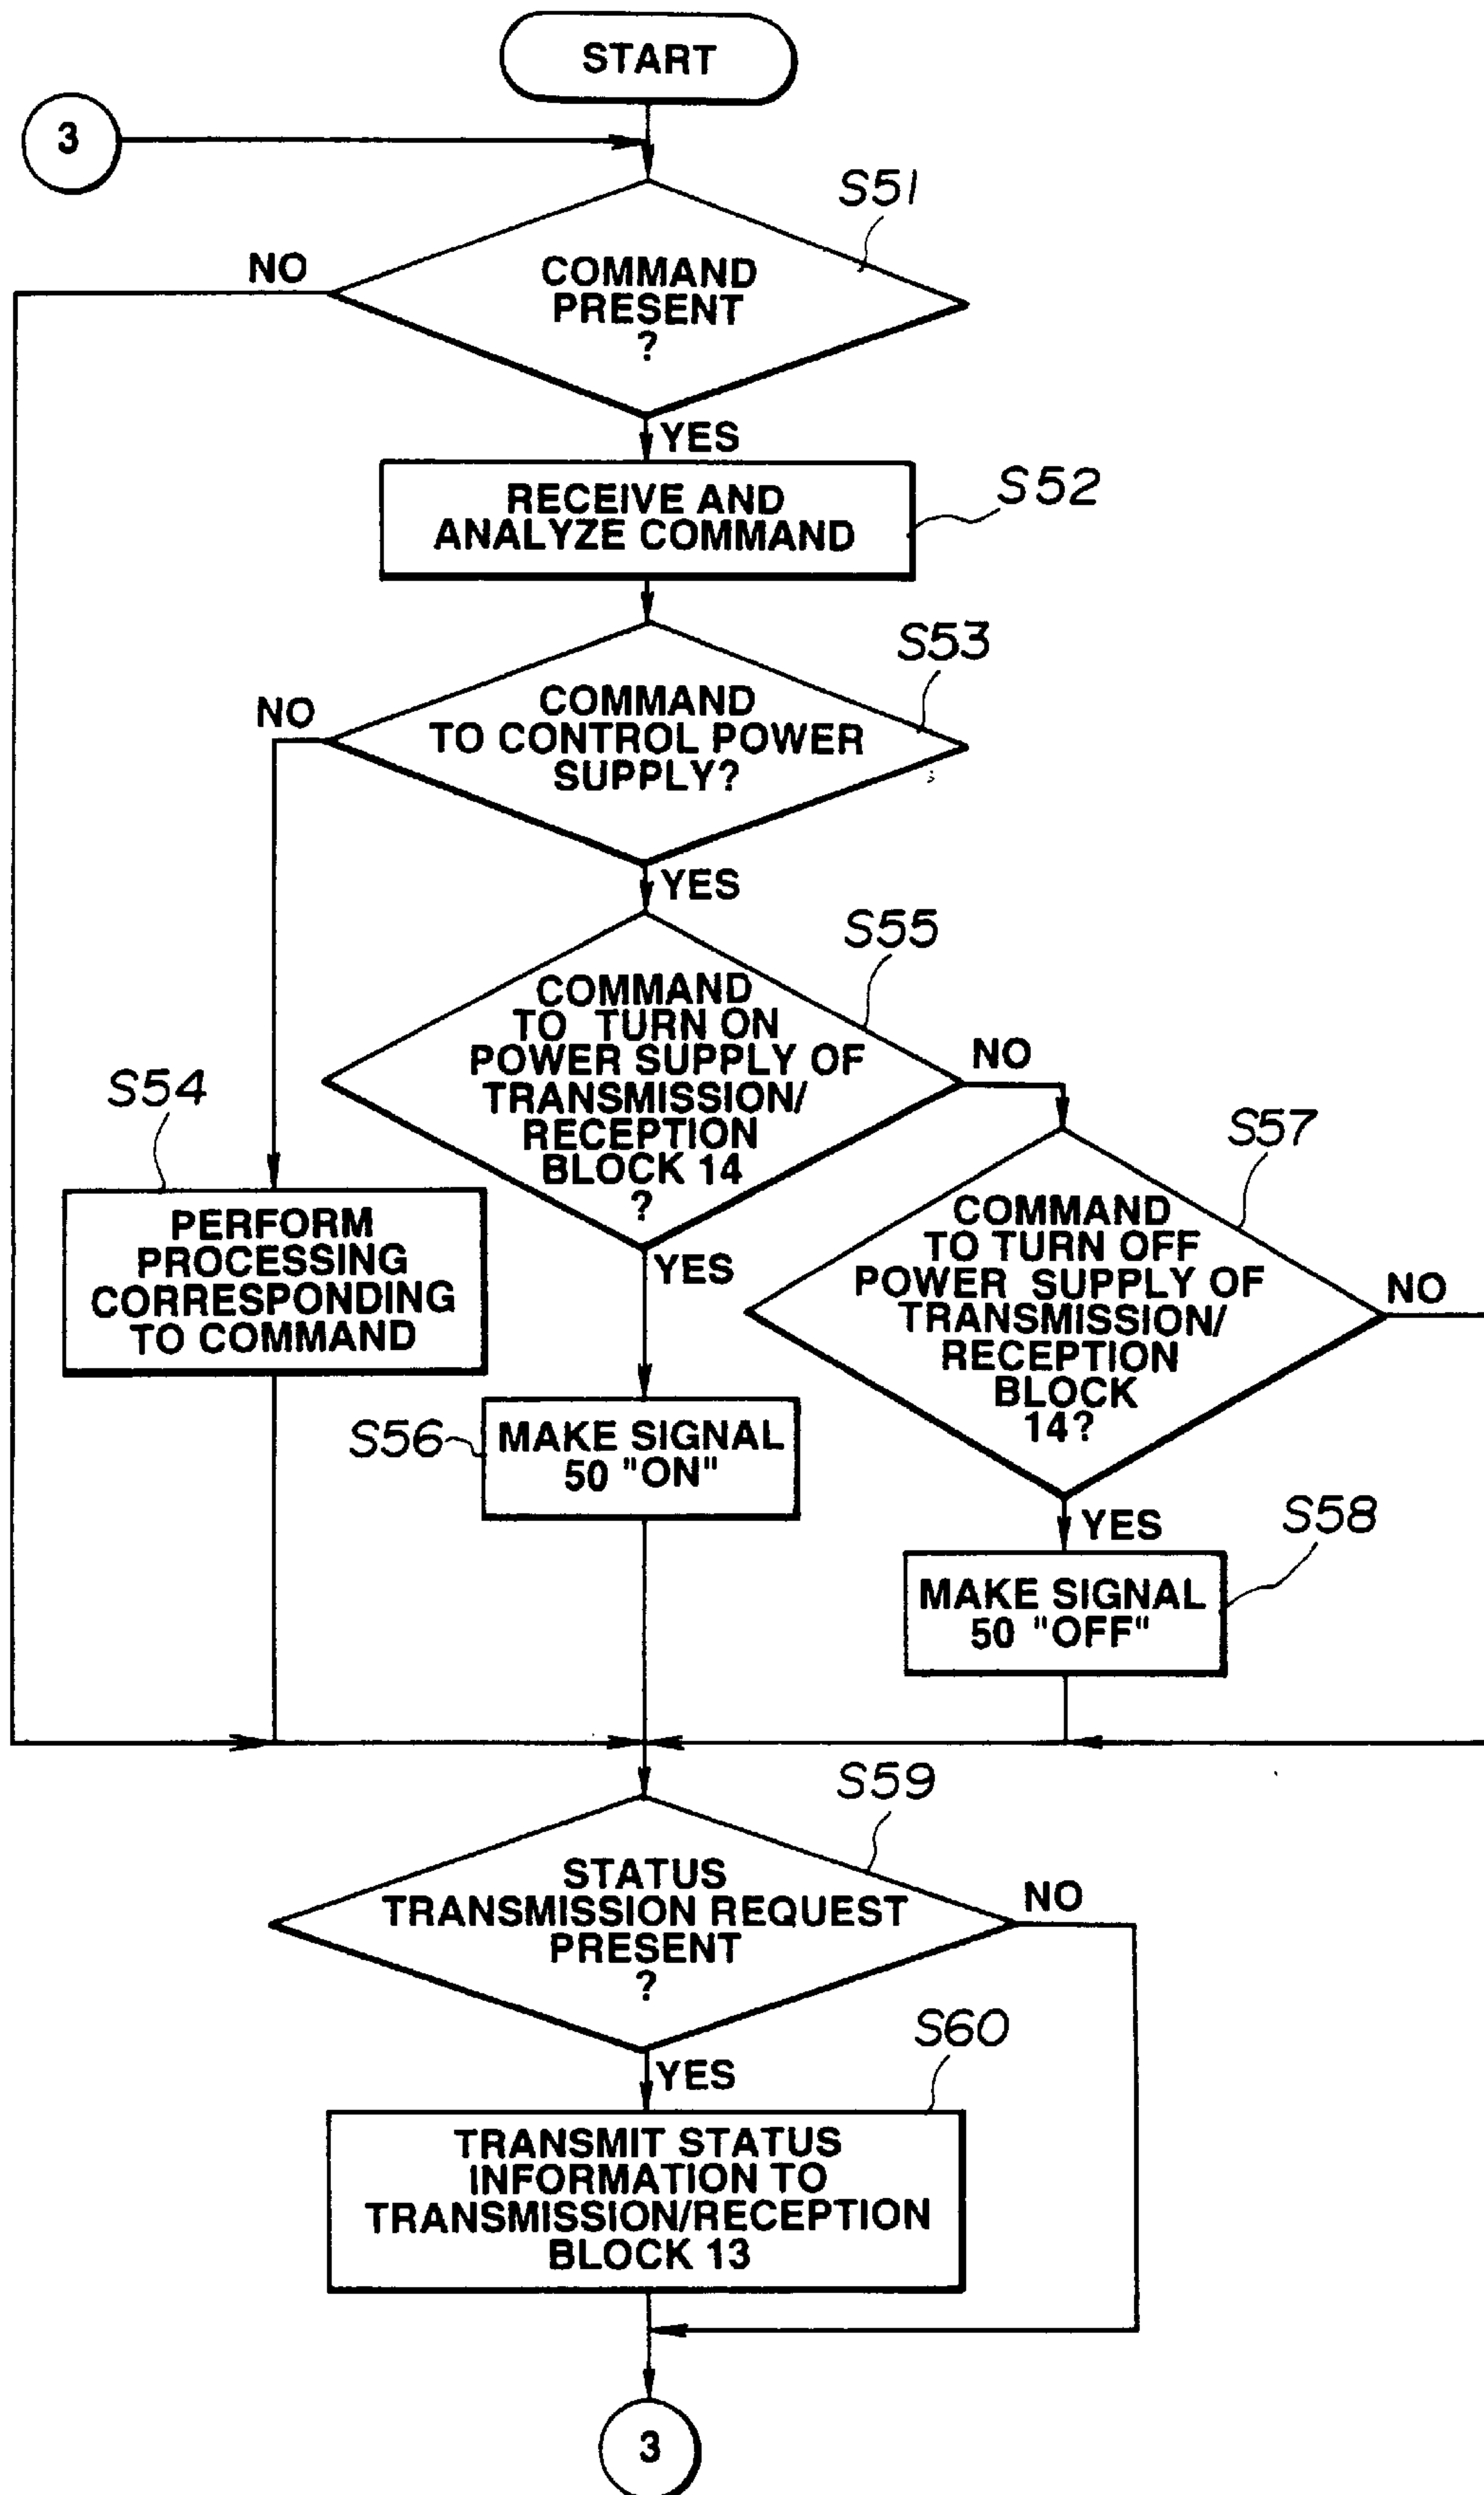 START
3
S51
NO
COMMAND
PRESENT
?
YES
RECEIVE AND
ANALYZE COMMAND
S52
S53
NO
COMMAND
TO CONTROL POWER
SUPPLY?
YES
S55
COMMAND
TO TURN ON
POWER SUPPLY OF
TRANSMISSION/
RECEPTION
BLOCK 14
?
NO
YES
S54
PERFORM
PROCESSING
CORRESPONDING
TO COMMAND
S57
COMMAND
TO TURN OFF
POWER SUPPLY OF
TRANSMISSION/
RECEPTION
BLOCK
14?
NO
S56
MAKE SIGNAL
50 "ON"
YES
S58
MAKE SIGNAL
50 "OFF"
S59
STATUS
TRANSMISSION REQUEST
PRESENT
?
NO
YES
S60
TRANSMIT STATUS
INFORMATION TO
TRANSMISSION/RECEPTION
BLOCK 13
3